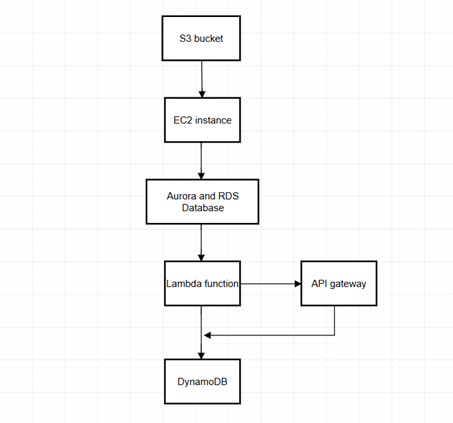 S3 bucket
EC2 instance
Aurora and RDS
Database
Lambda function
API gateway
DynamoDB